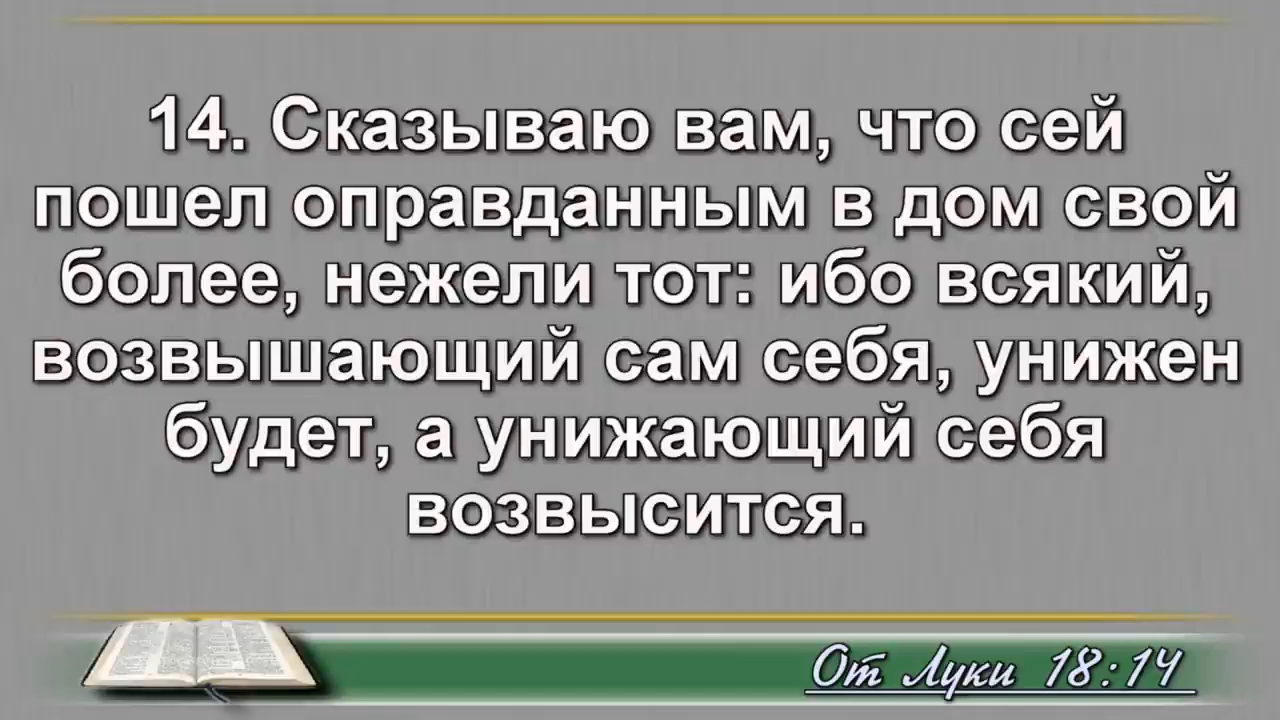 14. Сказываю вам, что сей
пошел оправданным в дом свой
более, нежели тот: ибо всякий,
возвышающий сам себя, унижен
будет, а унижающий себя
возвысится.
От Луки 18:14